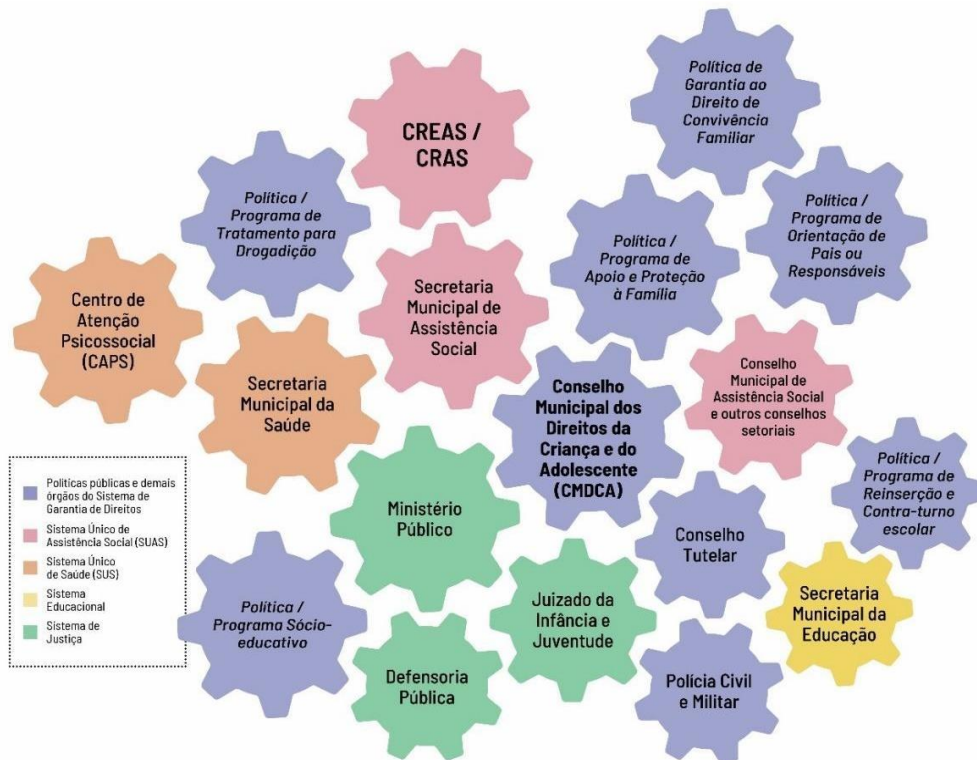 Política de
Garantia ao
Direito de
Convivência
Familiar
CREAS /
CRAS
Política /
Programa de
Tratamento para
Drogadição
Política /
Programa de
Orientação de
Pais ou
Responsáveis
Política /
Programa de
Apoio e Proteção
à Família
Secretaria
Municipal de
Assistência
Social
Centro de
Atenção
Psicossocial
(CAPS)
Secretaria
Municipal da
Saúde
Conselho
Municipal dos
Direitos da
Criança e do
Adolescente
(CMDCA)
Conselho
Municipal de
Assistência Social
e outros conselhos
setoriais
Política /
Programa de
Reinserção e
Contra-turno
escolar
Ministério
Público
Conselho
Tutelar
Políticas públicas e demais
órgãos do Sistema de
Garantia de Direitos
Sistema Único de
Assistência Social (SUAS)
Sistema Único
de Saúde (SUS)
Sistema
Educacional
Sistema de
Justiça
Política /
Programa Sócio-
educativo
Juizado da
Infância e
Juventude
Secretaria
Municipal da
Educação
Defensoria
Pública
Polícia Civil
e Militar